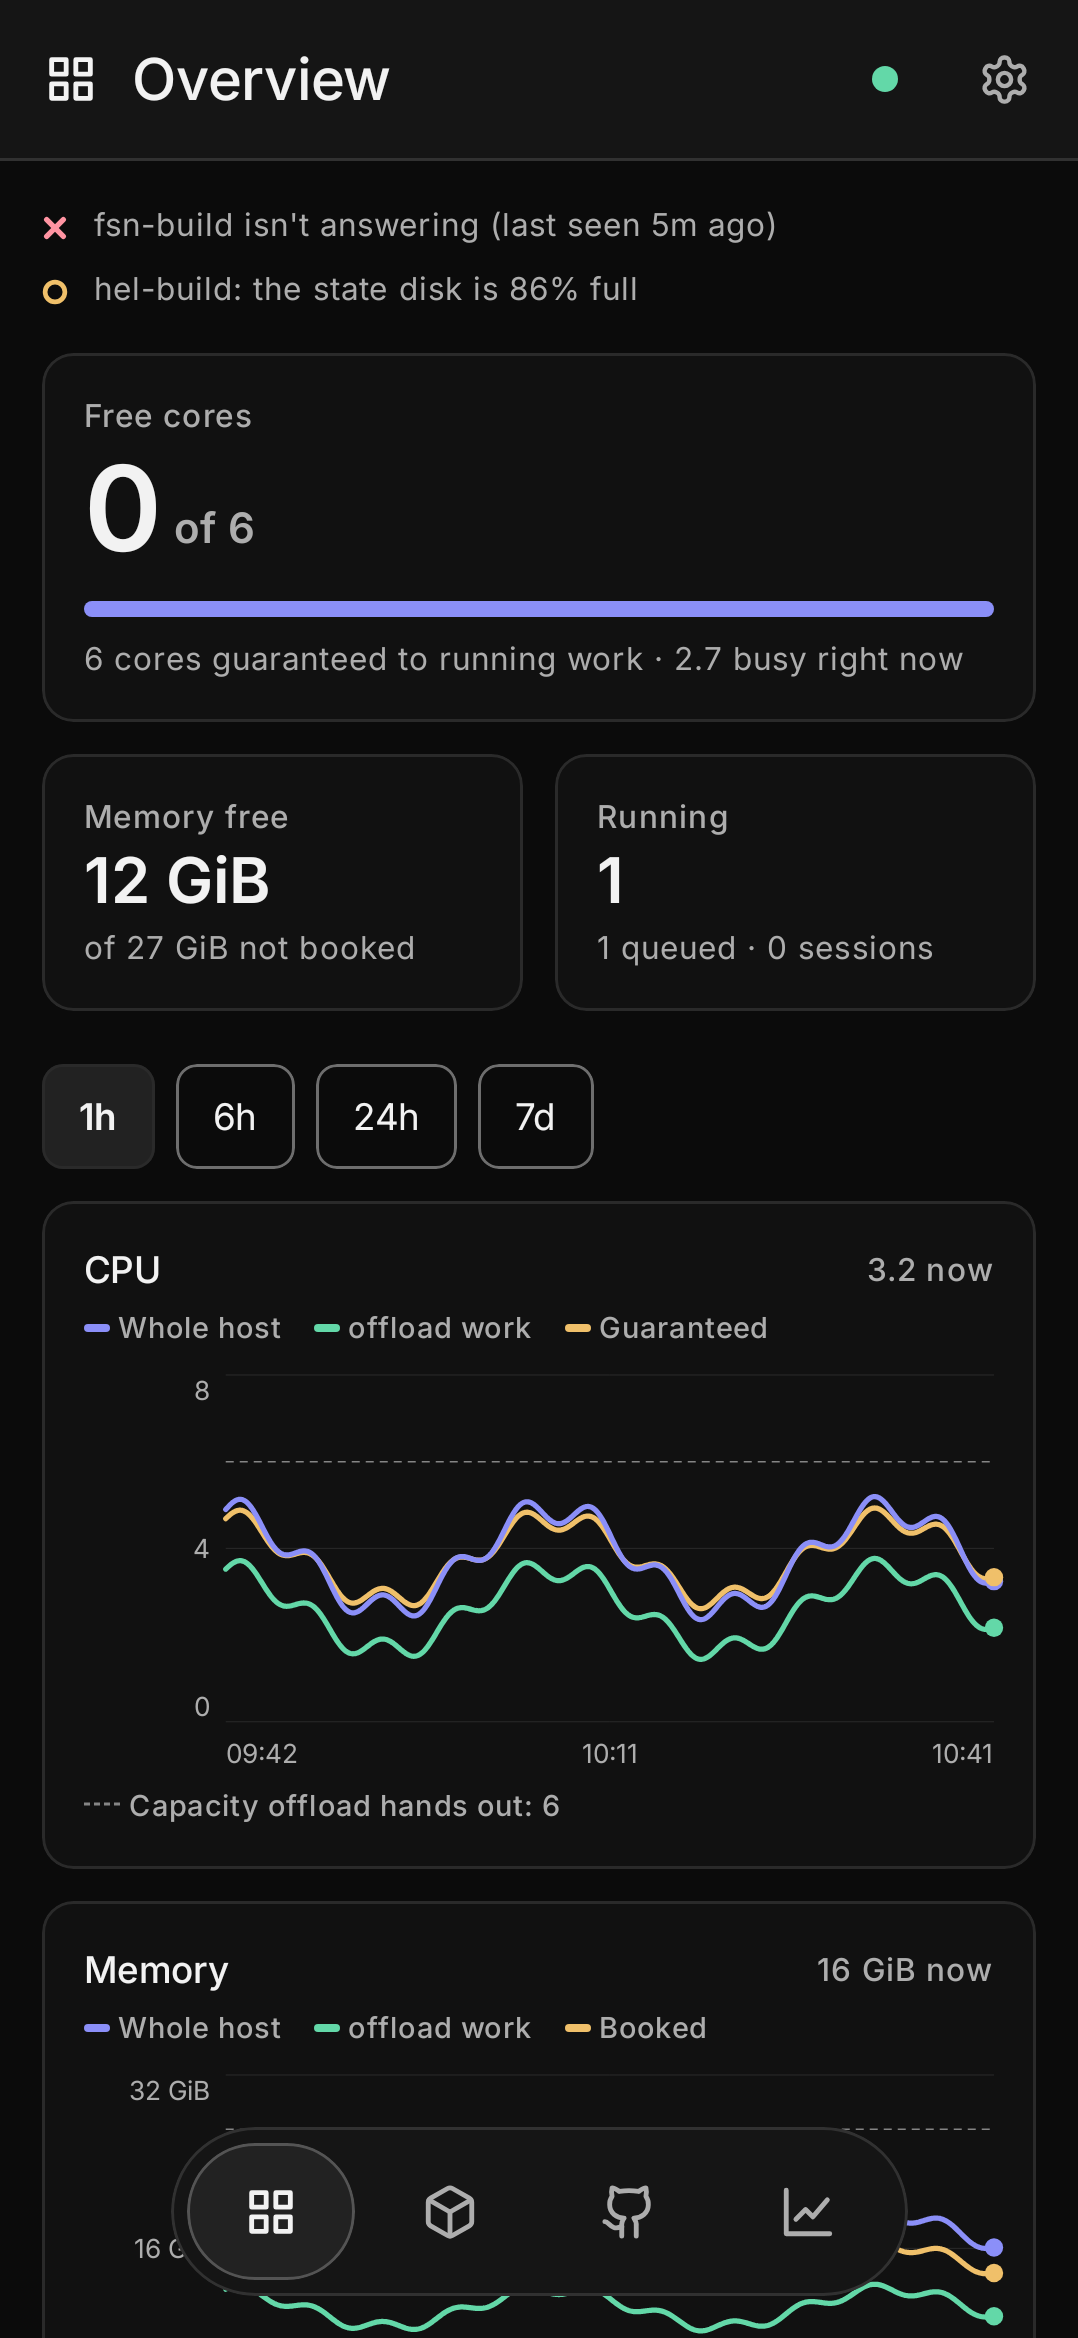 Overview
fsn-build isn't answering (last seen 5m ago)
hel-build: the state disk is 86% full
Free cores
0 of 6
6 cores guaranteed to running work · 2.7 busy right now
Memory free
12 GiB
of 27 GiB not booked
Running
1
1 queued · 0 sessions
1h 6h 24h 7d
CPU 3.2 now
Whole host offload work Guaranteed
8
4
0
09:42 10:11 10:41
Capacity offload hands out: 6
Memory 16 GiB now
Whole host offload work Booked
32 GiB
16 G